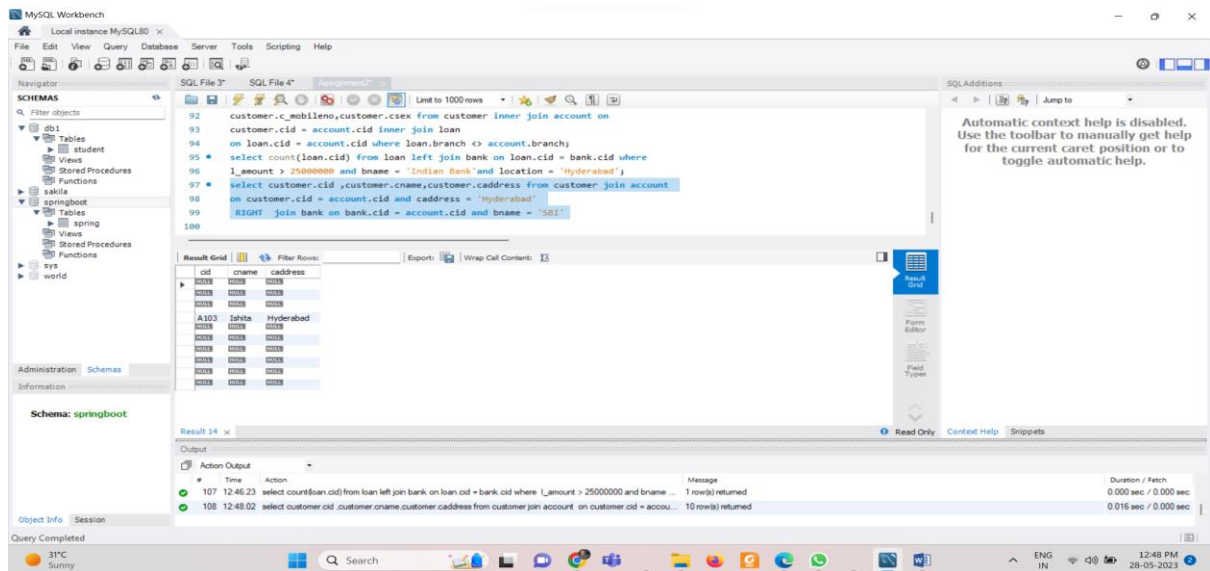 MySQL Workbench
Local instance MySQL80 ×
File Edit View Query Database Server Tools Scripting Help
Navigator
SCHEMAS
Filter objects
db1
Tables
student
Views
Stored Procedures
Functions
sakila
springboot
Tables
spring
Views
Stored Procedures
Functions
sys
world
Administration Schemas
Information
Schema: springboot
Object Info Session
Query Completed
SQL File 3* SQL File 4* Assignment2* ×
Limit to 1000 rows
92 customer.c_mobileno,customer.csex from customer inner join account on
93 customer.cid = account.cid inner join loan
94 on loan.cid = account.cid where loan.branch <> account.branch;
95 select count(loan.cid) from loan left join bank on loan.cid = bank.cid where
96 l_amount > 25000000 and bname = 'Indian Bank'and location = 'Hyderabad';
97 select customer.cid ,customer.cname,customer.caddress from customer join account
98 on customer.cid = account.cid and caddress = 'Hyderabad'
99 RIGHT join bank on bank.cid = account.cid and bname = 'SBI'
100
Result Grid Filter Rows: Export: Wrap Cell Content:
cid cname caddress
NULL NULL NULL
NULL NULL NULL
NULL NULL NULL
A103 Ishita Hyderabad
NULL NULL NULL
NULL NULL NULL
NULL NULL NULL
NULL NULL NULL
NULL NULL NULL
NULL NULL NULL
Result Grid
Form Editor
Field Types
Result 14 ×
Read Only
SQLAdditions
Jump to
Automatic context help is disabled.
Use the toolbar to manually get help
for the current caret position or to
toggle automatic help.
Context Help Snippets
Output
Action Output
# Time Action Message Duration / Fetch
107 12:46:23 select count(loan.cid) from loan left join bank on loan.cid = bank.cid where l_amount > 25000000 and bname ... 1 row(s) returned 0.000 sec / 0.000 sec
108 12:48:02 select customer.cid ,customer.cname,customer.caddress from customer join account on customer.cid = accou... 10 row(s) returned 0.016 sec / 0.000 sec
31°C
Sunny
Search
ENG
IN
12:48 PM
28-05-2023
2